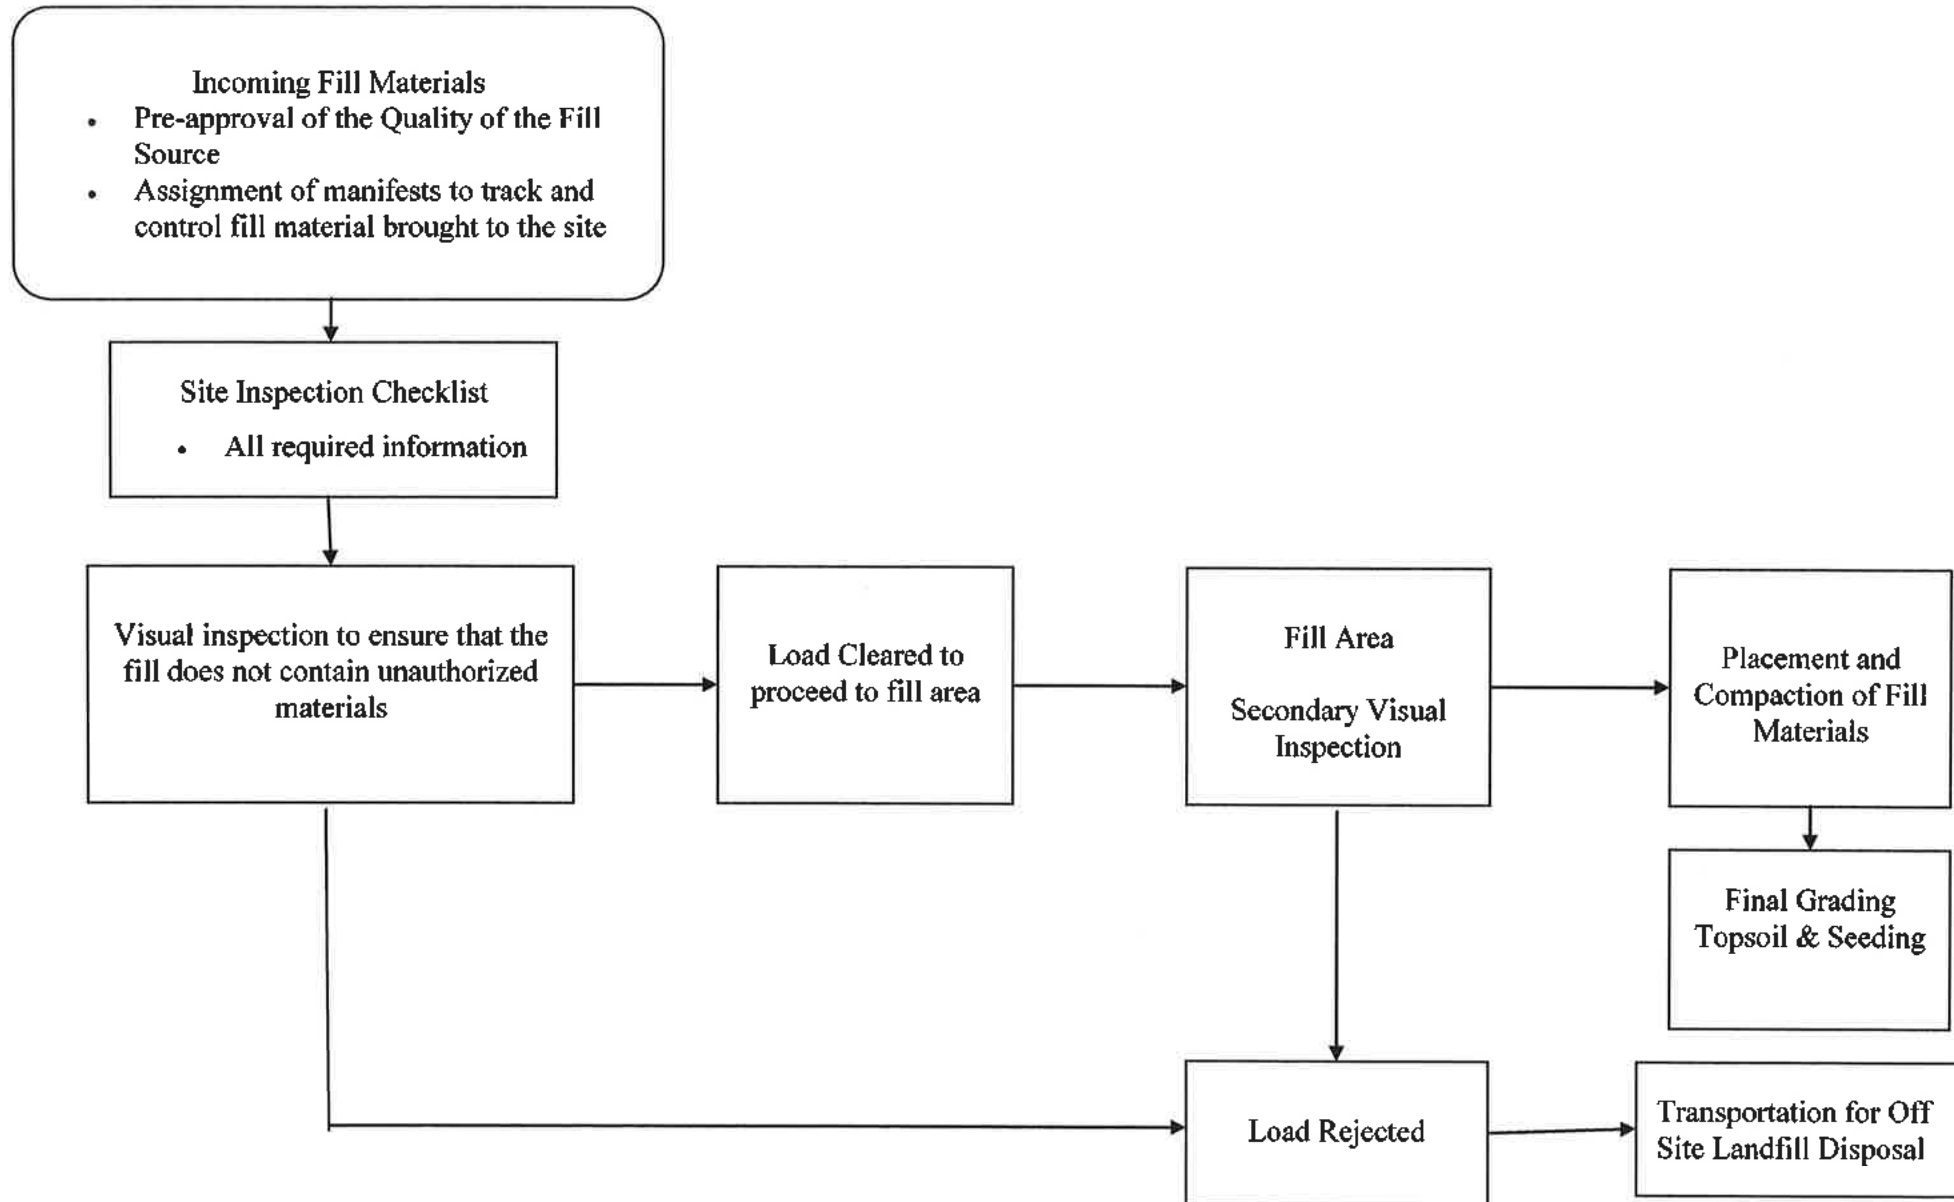 Incoming Fill Materials
• Pre-approval of the Quality of the Fill
Source
• Assignment of manifests to track and
control fill material brought to the site
Site Inspection Checklist
• All required information
Visual inspection to ensure that the
fill does not contain unauthorized
materials
Load Cleared to
proceed to fill area
Fill Area
Secondary Visual
Inspection
Placement and
Compaction of Fill
Materials
Final Grading
Topsoil & Seeding
Load Rejected
Transportation for Off
Site Landfill Disposal